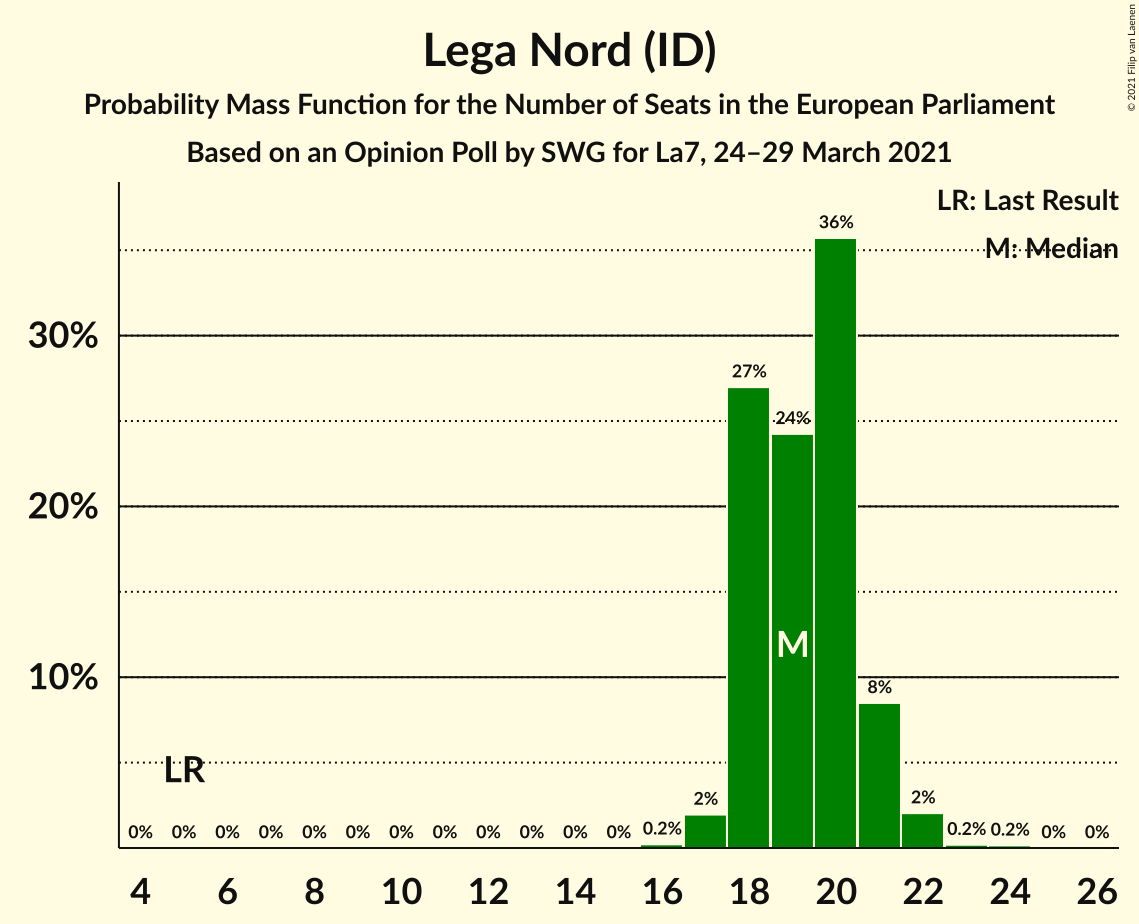 Lega Nord (ID)
Probability Mass Function for the Number of Seats in the European Parliament
Based on an Opinion Poll by SWG for La7, 24–29 March 2021
© 2021 Filip van Laenen
LR: Last Result
M: Median
36%
30%
27%
24%
20%
M
10%
8%
LR
0% 0% 0% 0% 0% 0% 0% 0% 0% 0% 0% 0% 0.2% 2% 2% 0.2% 0.2% 0% 0%
4 6 8 10 12 14 16 18 20 22 24 26